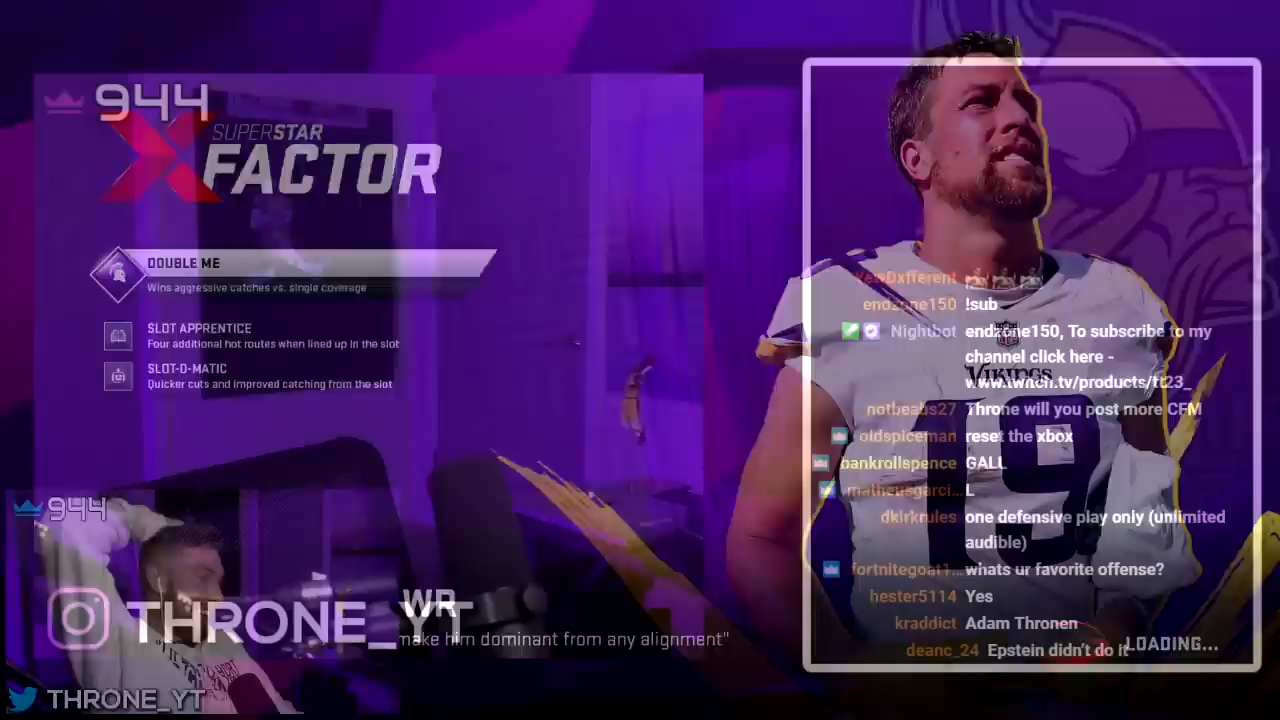 944
SUPERSTAR
X FACTOR
DOUBLE ME
Wins aggressive catches vs. single coverage
SLOT APPRENTICE
Four additional hot routes when lined up in the slot
SLOT-O-MATIC
Quicker cuts and improved catching from the slot
944
WR
THRONE_YT
make him dominant from any alignment"
THRONE_YT
VIKINGS
19
endzone150 !sub
Nightbot endzone150, To subscribe to my
channel click here -
www.twitch.tv/products/tt23_
notbeabs27 Throne will you post more CFM
oldspiceman reset the xbox
bankrollspence GALL
matheusgarci... L
dkirkrules one defensive play only (unlimited
audible)
fortnitegoat1... whats ur favorite offense?
hester5114 Yes
kraddict Adam Thronen
deanc_24 Epstein didn't do it
LOADING...